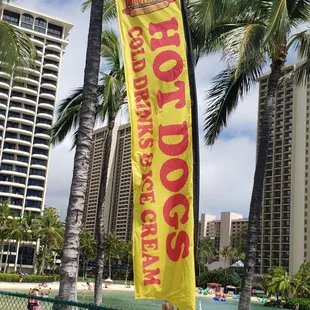 HOT DOGS
COLD DRINKS & ICE CREAM